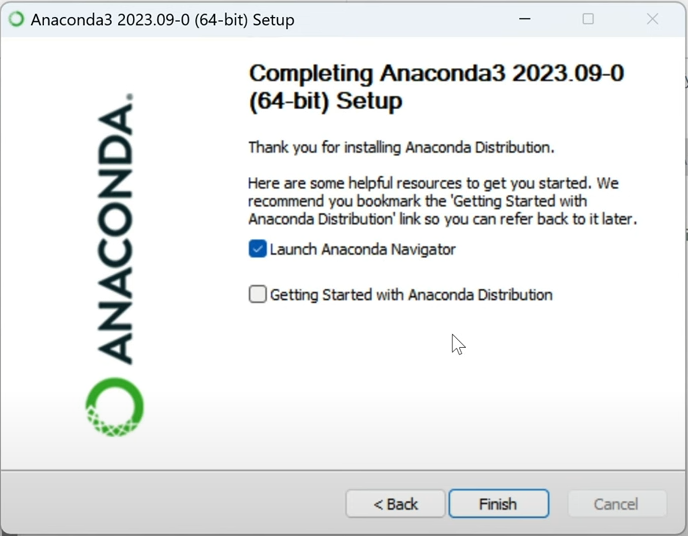 Anaconda3 2023.09-0 (64-bit) Setup
Completing Anaconda3 2023.09-0
(64-bit) Setup
ANACONDA.
Thank you for installing Anaconda Distribution.
Here are some helpful resources to get you started. We
recommend you bookmark the 'Getting Started with
Anaconda Distribution' link so you can refer back to it later.
Launch Anaconda Navigator
Getting Started with Anaconda Distribution
< Back
Finish
Cancel